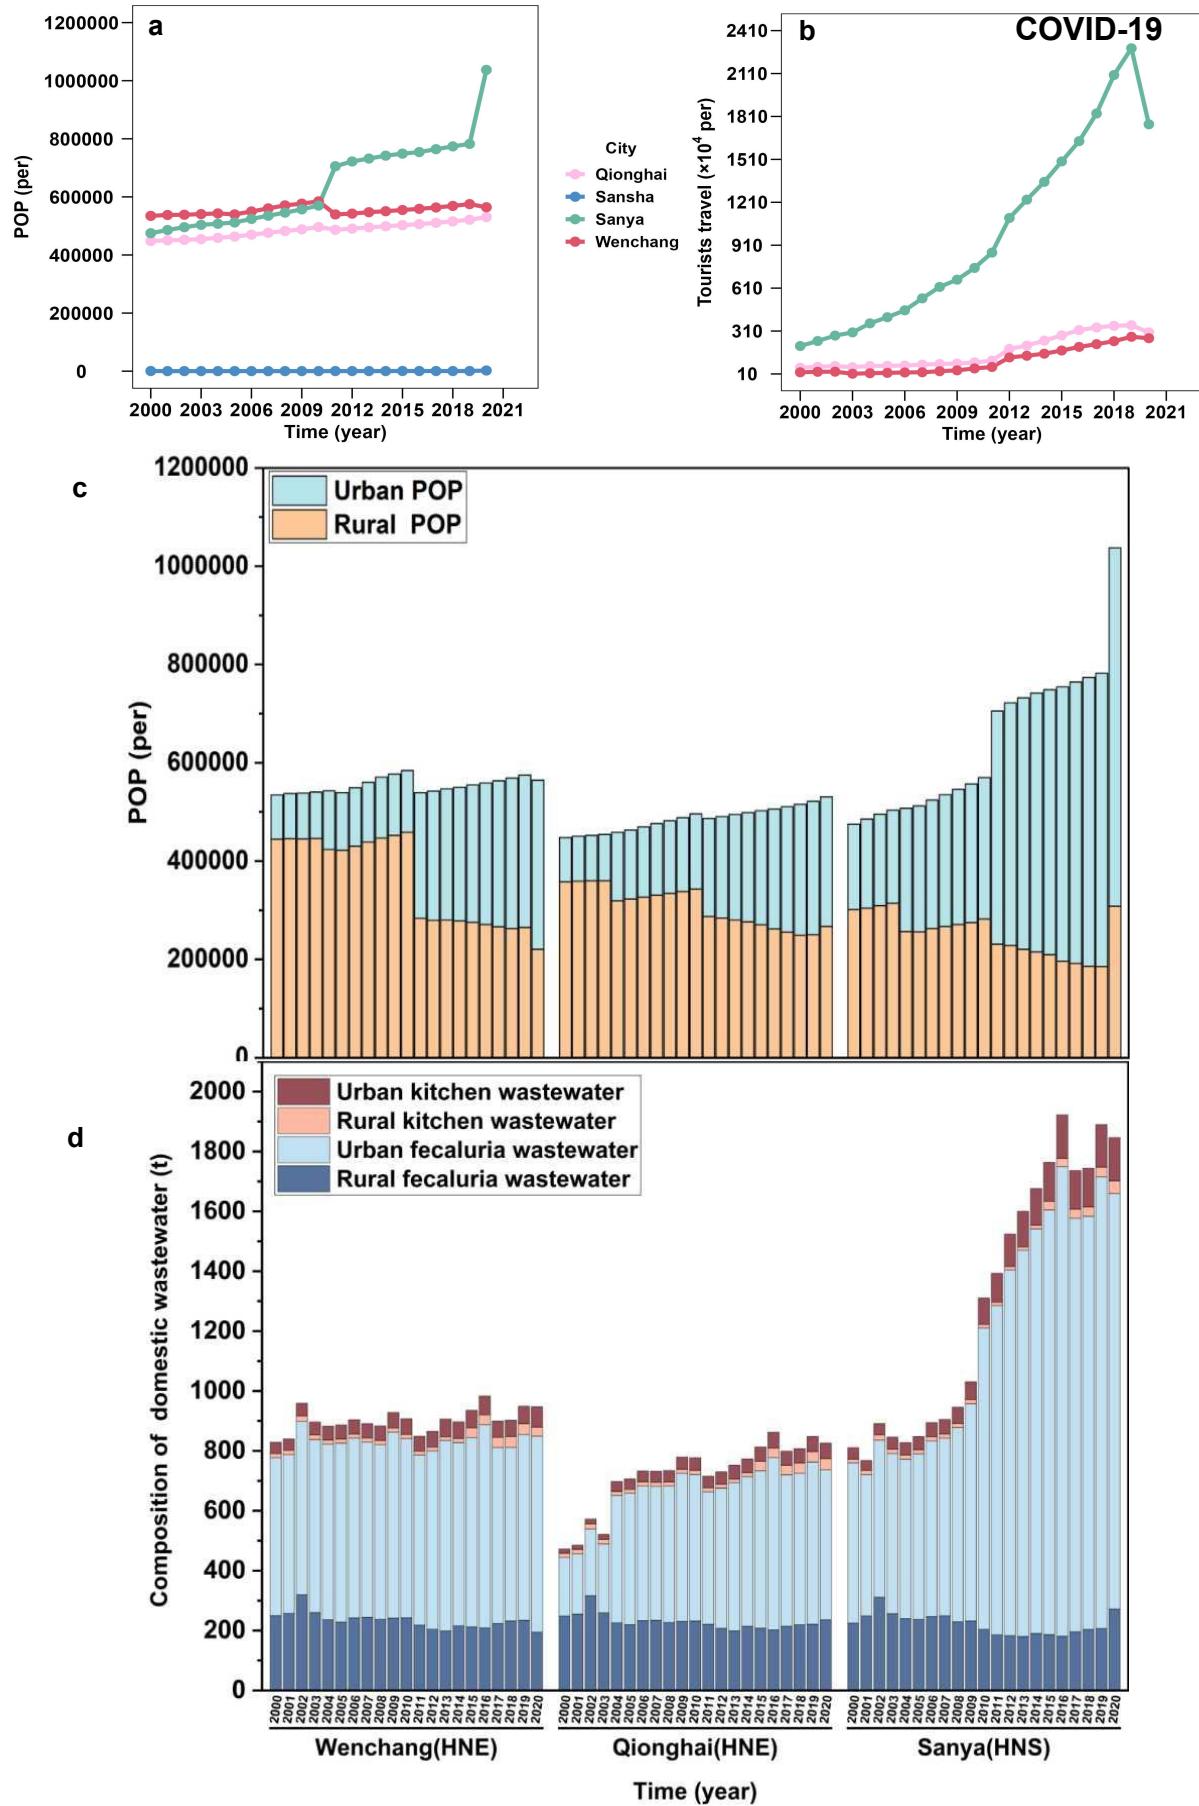 a
1200000
1000000
800000
600000
400000
200000
0
POP (per)
2000 2003 2006 2009 2012 2015 2018 2021
Time (year)
City
Qionghai
Sansha
Sanya
Wenchang
b
COVID-19
2410
2110
1810
1510
1210
910
610
310
10
Tourists travel (×10⁴ per)
2000 2003 2006 2009 2012 2015 2018 2021
Time (year)
c
1200000
1000000
800000
600000
400000
200000
0
POP (per)
Urban POP
Rural POP
d
2000
1800
1600
1400
1200
1000
800
600
400
200
0
Composition of domestic wastewater (t)
Urban kitchen wastewater
Rural kitchen wastewater
Urban fecaluria wastewater
Rural fecaluria wastewater
2000 2001 2002 2003 2004 2005 2006 2007 2008 2009 2010 2011 2012 2013 2014 2015 2016 2017 2018 2019 2020
2000 2001 2002 2003 2004 2005 2006 2007 2008 2009 2010 2011 2012 2013 2014 2015 2016 2017 2018 2019 2020
2000 2001 2002 2003 2004 2005 2006 2007 2008 2009 2010 2011 2012 2013 2014 2015 2016 2017 2018 2019 2020
Wenchang(HNE) Qionghai(HNE) Sanya(HNS)
Time (year)